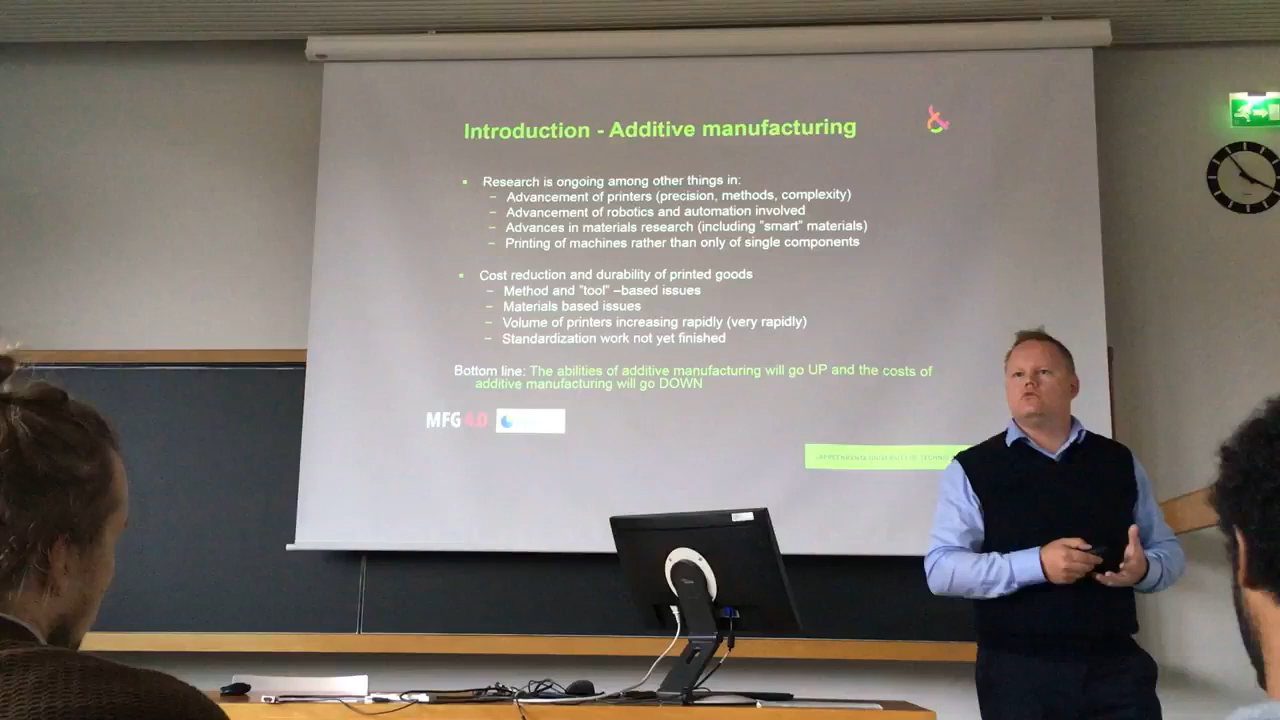 Introduction - Additive manufacturing
▪ Research is ongoing among other things in:
– Advancement of printers (precision, methods, complexity)
– Advancement of robotics and automation involved
– Advances in materials research (including "smart" materials)
– Printing of machines rather than only of single components
▪ Cost reduction and durability of printed goods
– Method and "tool" –based issues
– Materials based issues
– Volume of printers increasing rapidly (very rapidly)
– Standardization work not yet finished
Bottom line: The abilities of additive manufacturing will go UP and the costs of
additive manufacturing will go DOWN
MFG 4.0
LAPPEENRANTA UNIVERSITY OF